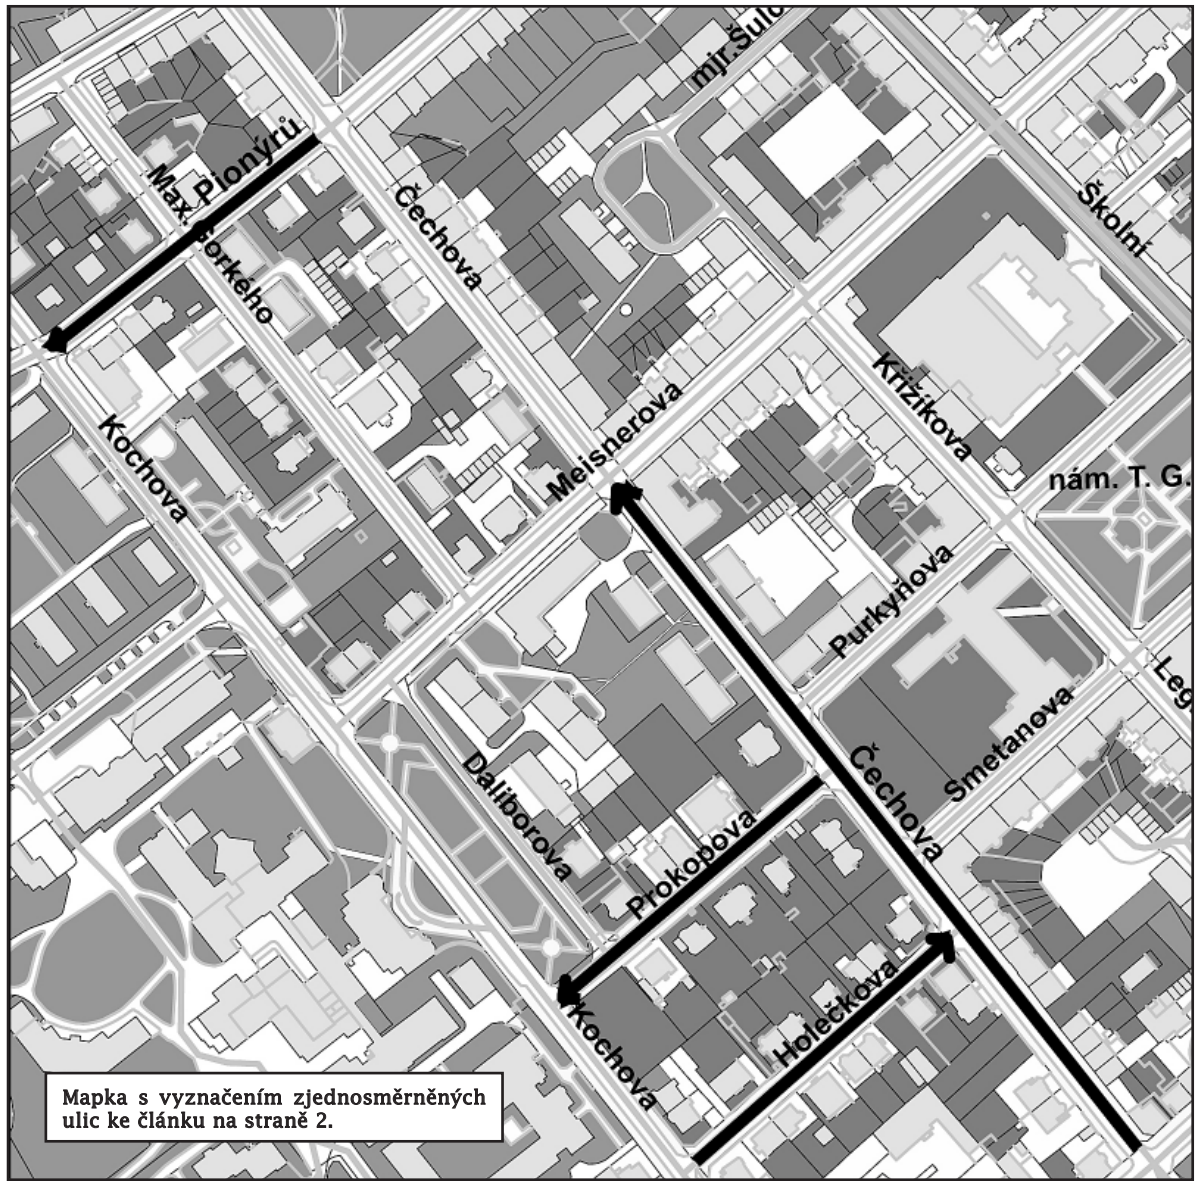 mjr.Šulc
Pionýrů
Max. Gorkeho
Čechova
Školní
Křižíkova
Kochova
Meisnerova
nám. T. G.
Purkyňova
Leg
Smetanova
Čechova
Daliborova
Prokopova
Holečkova
Kochova
Mapka s vyznačením zjednosměrněných
ulic ke článku na straně 2.